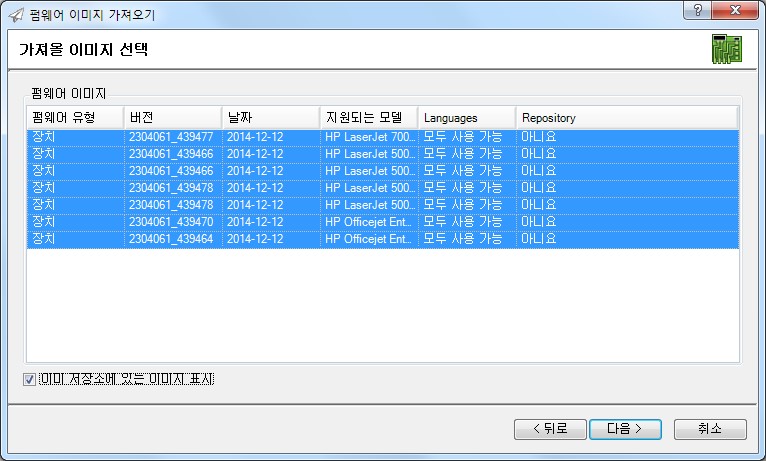 펌웨어 이미지 가져오기
?
가져올 이미지 선택
펌웨어 이미지
펌웨어 유형 버전 날짜 지원되는 모델 Languages Repository
장치 2304061_439477 2014-12-12 HP LaserJet 700... 모두 사용 가능 아니요
장치 2304061_439466 2014-12-12 HP LaserJet 500... 모두 사용 가능 아니요
장치 2304061_439466 2014-12-12 HP LaserJet 500... 모두 사용 가능 아니요
장치 2304061_439478 2014-12-12 HP LaserJet 500... 모두 사용 가능 아니요
장치 2304061_439478 2014-12-12 HP LaserJet 500... 모두 사용 가능 아니요
장치 2304061_439470 2014-12-12 HP Officejet Ent... 모두 사용 가능 아니요
장치 2304061_439464 2014-12-12 HP Officejet Ent... 모두 사용 가능 아니요
이미 저장소에 있는 이미지 표시
< 뒤로 다음 > 취소